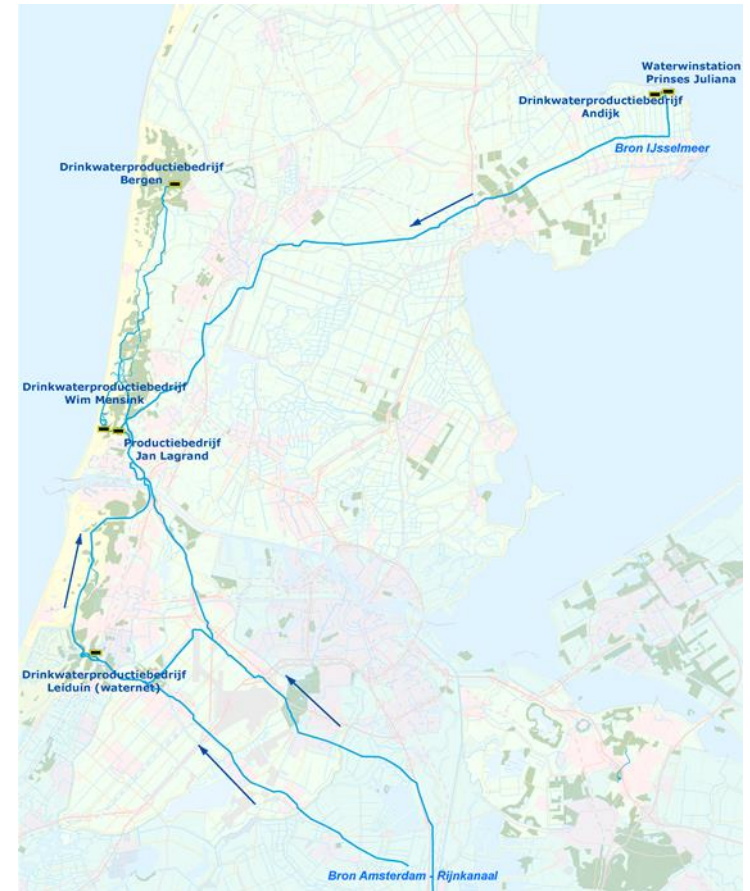 Waterwinstation
Prinses Juliana
Drinkwaterproductiebedrijf
Andijk
Bron IJsselmeer
Drinkwaterproductiebedrijf
Bergen
Drinkwaterproductiebedrijf
Wim Mensink
Productiebedrijf
Jan Lagrand
Drinkwaterproductiebedrijf
Leiduin (waternet)
Bron Amsterdam - Rijnkanaal